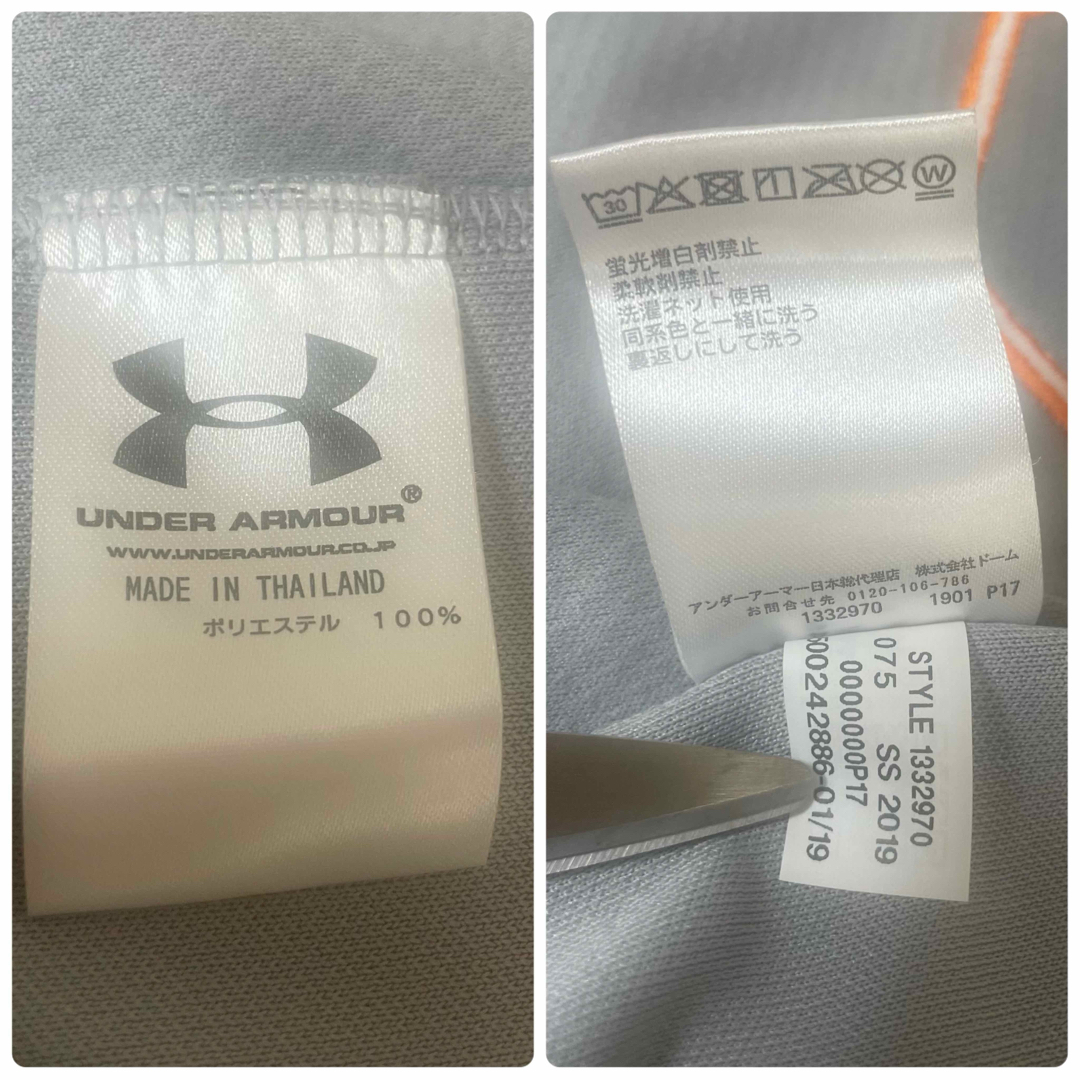 UNDER ARMOUR®
WWW.UNDERARMOUR.CO.JP
MADE IN THAILAND
ポリエステル 100%
30 W
蛍光増白剤禁止
柔軟剤禁止
洗濯ネット使用
同系色と一緒に洗う
裏返しにして洗う
アンダーアーマー日本総代理店 株式会社ドーム
お問合せ先 0120-106-786
1332970 1901 P17
STYLE 1332970
075 SS 2019
0000000P17
600242886-01/19